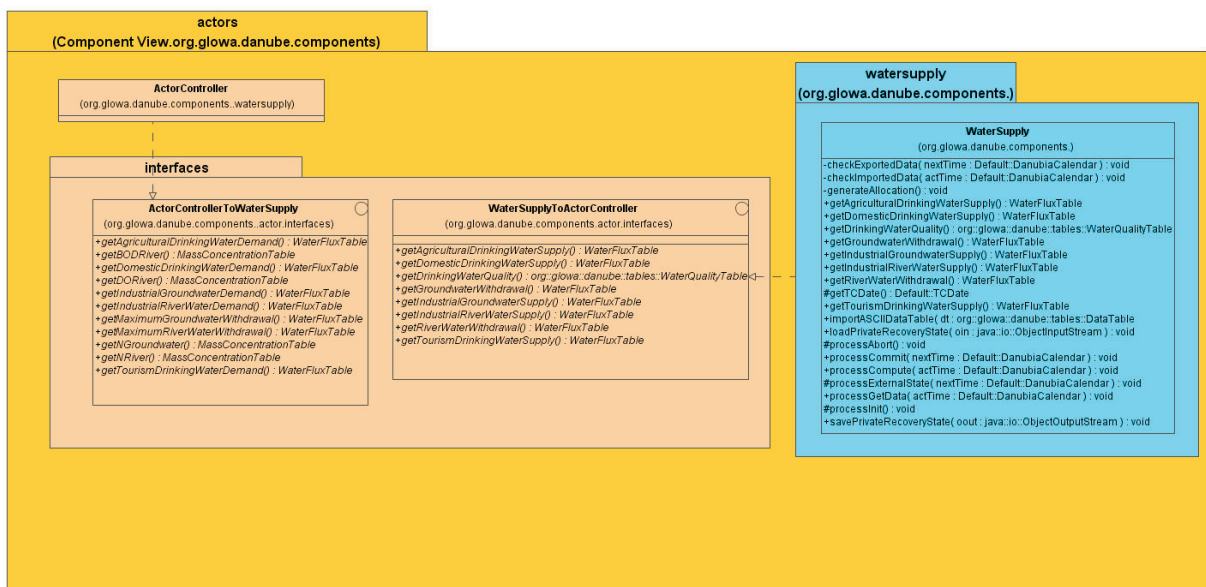 actors
(Component View.org.glowa.danube.components)
ActorController
(org.glowa.danube.components..watersupply)
interfaces
ActorControllerToWaterSupply
(org.glowa.danube.components..actor.interfaces)
+getAgriculturalDrinkingWaterDemand() : WaterFluxTable
+getBODRiver() : MassConcentrationTable
+getDomesticDrinkingWaterDemand() : WaterFluxTable
+getDORiver() : MassConcentrationTable
+getIndustrialGroundwaterDemand() : WaterFluxTable
+getIndustrialRiverWaterDemand() : WaterFluxTable
+getMaximumGroundwaterWithdrawal() : WaterFluxTable
+getMaximumRiverWaterWithdrawal() : WaterFluxTable
+getNGroundwater() : MassConcentrationTable
+getNRiver() : MassConcentrationTable
+getTourismDrinkingWaterDemand() : WaterFluxTable
WaterSupplyToActorController
(org.glowa.danube.components.actor.interfaces)
+getAgriculturalDrinkingWaterSupply() : WaterFluxTable
+getDomesticDrinkingWaterSupply() : WaterFluxTable
+getDrinkingWaterQuality() : org::glowa::danube::tables::WaterQualityTable
+getGroundwaterWithdrawal() : WaterFluxTable
+getIndustrialGroundwaterSupply() : WaterFluxTable
+getIndustrialRiverWaterSupply() : WaterFluxTable
+getRiverWaterWithdrawal() : WaterFluxTable
+getTourismDrinkingWaterSupply() : WaterFluxTable
watersupply
(org.glowa.danube.components.)
WaterSupply
(org.glowa.danube.components.)
-checkExportedData( nextTime : Default::DanubiaCalendar ) : void
-checkImportedData( actTime : Default::DanubiaCalendar ) : void
-generateAllocation() : void
+getAgriculturalDrinkingWaterSupply() : WaterFluxTable
+getDomesticDrinkingWaterSupply() : WaterFluxTable
+getDrinkingWaterQuality() : org::glowa::danube::tables::WaterQualityTable
+getGroundwaterWithdrawal() : WaterFluxTable
+getIndustrialGroundwaterSupply() : WaterFluxTable
+getIndustrialRiverWaterSupply() : WaterFluxTable
+getRiverWaterWithdrawal() : WaterFluxTable
#getTCDate() : Default::TCDate
+getTourismDrinkingWaterSupply() : WaterFluxTable
+importASCIIDataTable( dt : org::glowa::danube::tables::DataTable )
+loadPrivateRecoveryState( oin : java::io::ObjectInputStream ) : void
#processAbort() : void
+processCommit( nextTime : Default::DanubiaCalendar ) : void
+processCompute( actTime : Default::DanubiaCalendar ) : void
#processExternalState( nextTime : Default::DanubiaCalendar ) : void
+processGetData( actTime : Default::DanubiaCalendar ) : void
#processInit() : void
+savePrivateRecoveryState( oout : java::io::ObjectOutputStream ) : void